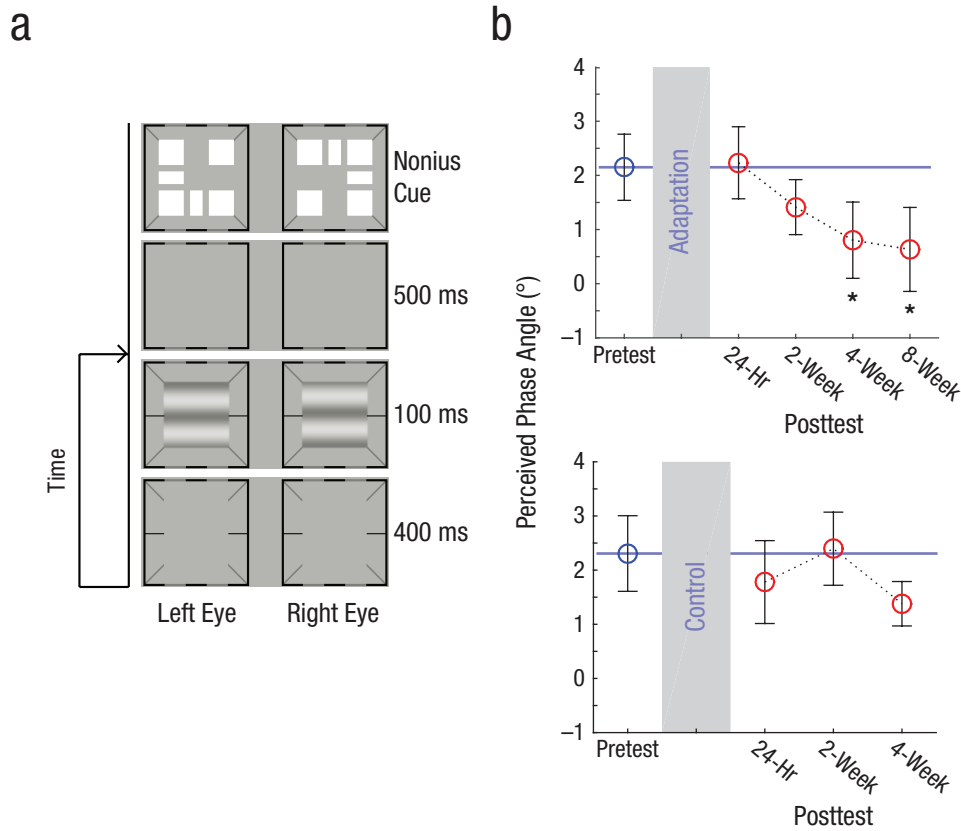 a
Nonius
Cue
500 ms
100 ms
400 ms
Time
Left Eye
Right Eye
b
Perceived Phase Angle (°)
4
3
2
1
0
–1
Adaptation
Pretest
24-Hr
2-Week
4-Week
8-Week
* *
Posttest
4
3
2
1
0
–1
Control
Pretest
24-Hr
2-Week
4-Week
Posttest